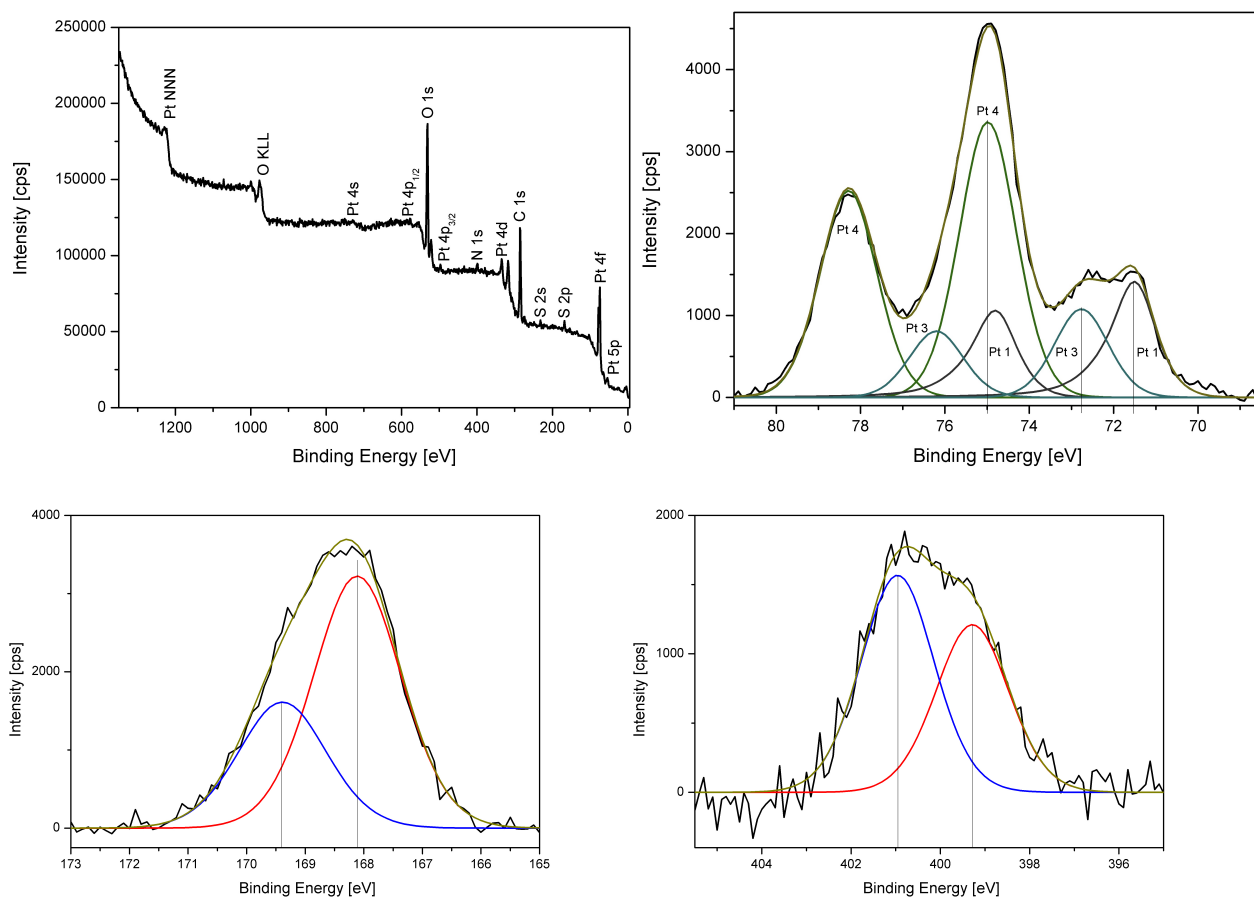 250000
200000
150000
100000
50000
0
Intensity [cps]
Pt NNN
O KLL
Pt 4s
Pt 4p1/2
O 1s
Pt 4p3/2
N 1s
Pt 4d
C 1s
S 2s
S 2p
Pt 4f
Pt 5p
1200 1000 800 600 400 200 0
Binding Energy [eV]
4000
3000
2000
1000
0
Intensity [cps]
Pt 4
Pt 4
Pt 3
Pt 1
Pt 3
Pt 1
80 78 76 74 72 70
Binding Energy [eV]
4000
2000
0
Intensity [cps]
173 172 171 170 169 168 167 166 165
Binding Energy [eV]
2000
1000
0
Intensity [cps]
404 402 400 398 396
Binding Energy [eV]